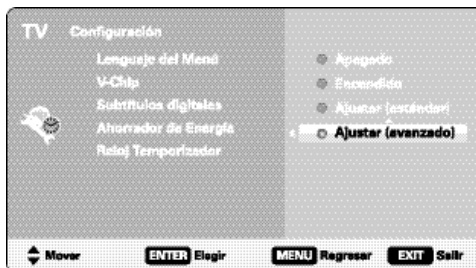 TV Configuración
Lenguaje del Menú
V-Chip
Subtítulos digitales
Ahorrador de Energía
Reloj Temporizador
Apagado
Encendido
Ajustar (estándar)
Ajustar (avanzado)
Mover ENTER Elegir MENU Regresar EXIT Salir